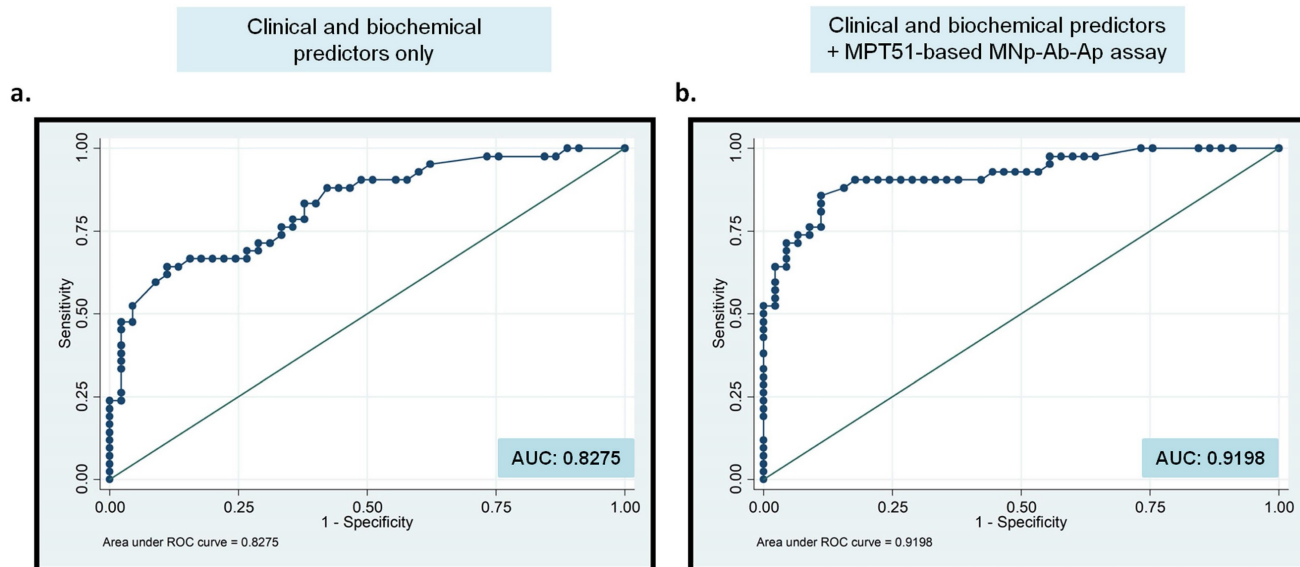 Clinical and biochemical
predictors only
Clinical and biochemical predictors
+ MPT51-based MNp-Ab-Ap assay
a.
1.00
0.75
Sensitivity
0.50
0.25
0.00
AUC: 0.8275
0.00
0.25
0.50
0.75
1.00
1 - Specificity
Area under ROC curve = 0.8275
b.
1.00
0.75
Sensitivity
0.50
0.25
0.00
AUC: 0.9198
0.00
0.25
0.50
0.75
1.00
1 - Specificity
Area under ROC curve = 0.9198